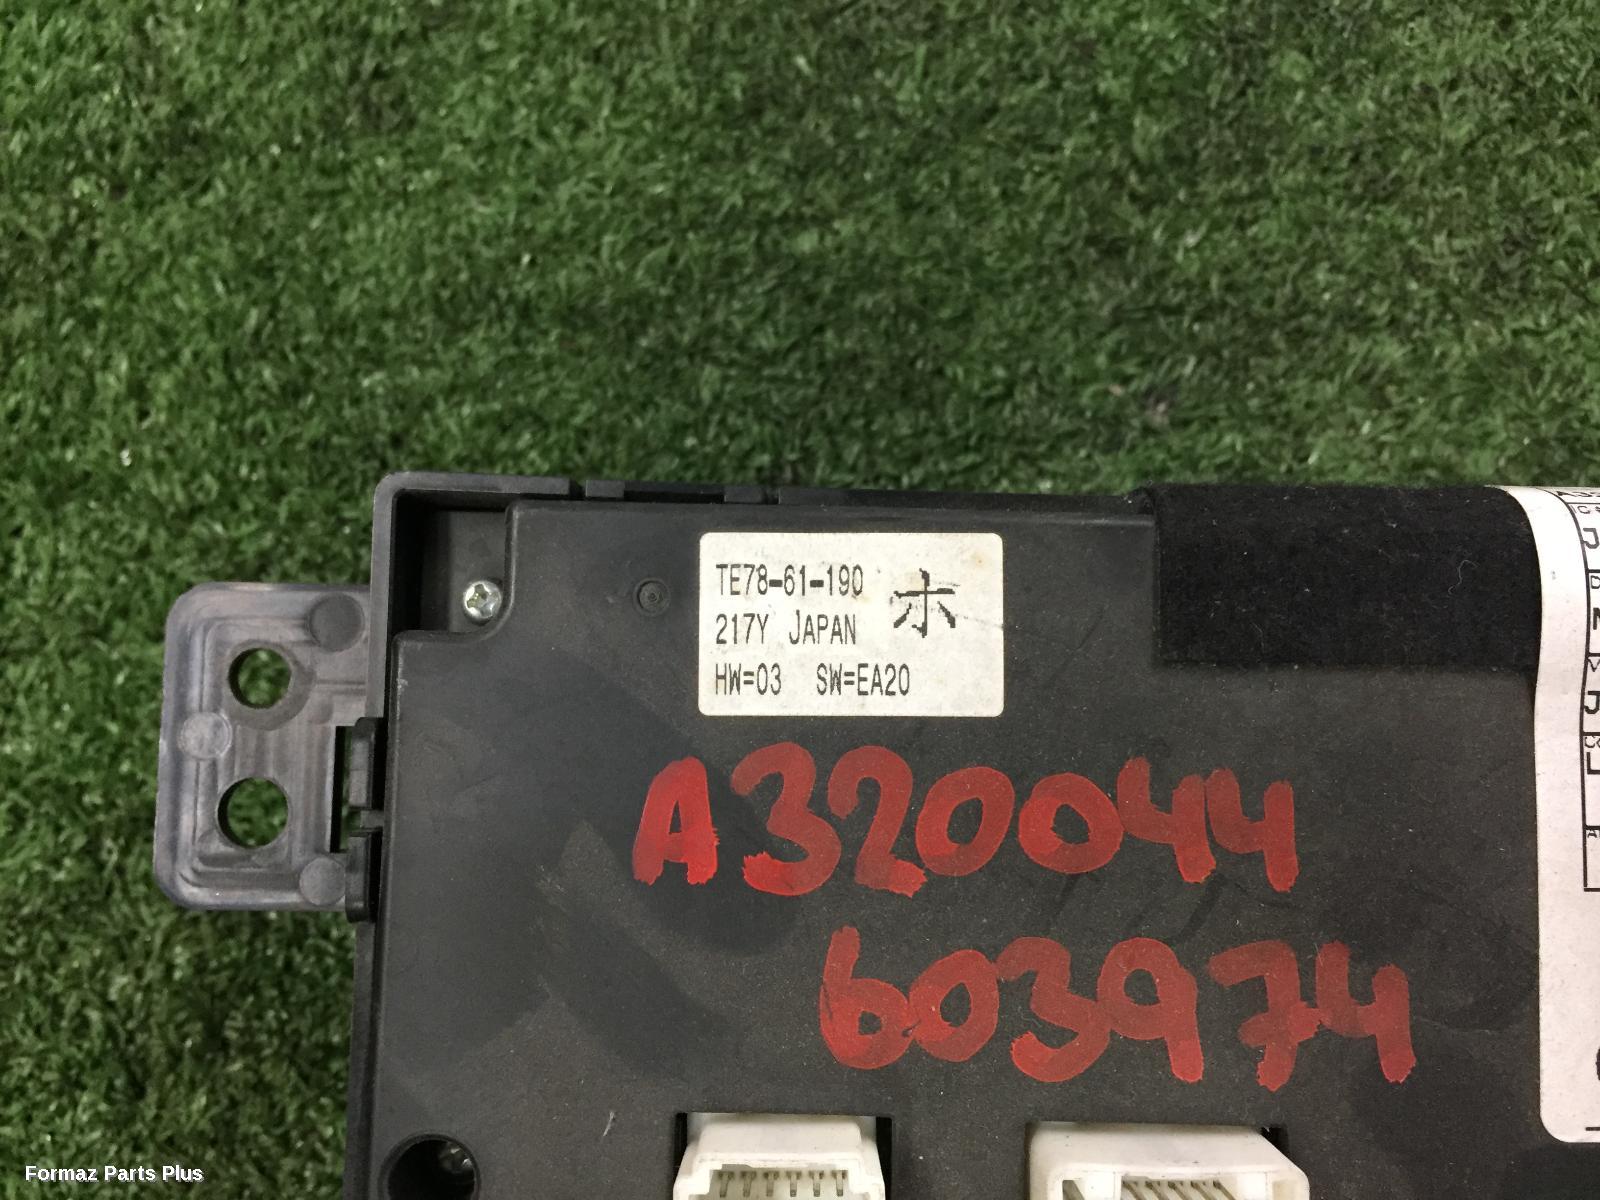 TE78-61-190 ホ
217Y JAPAN
HW=03 SW=EA20
A320044
603974
Formaz Parts Plus